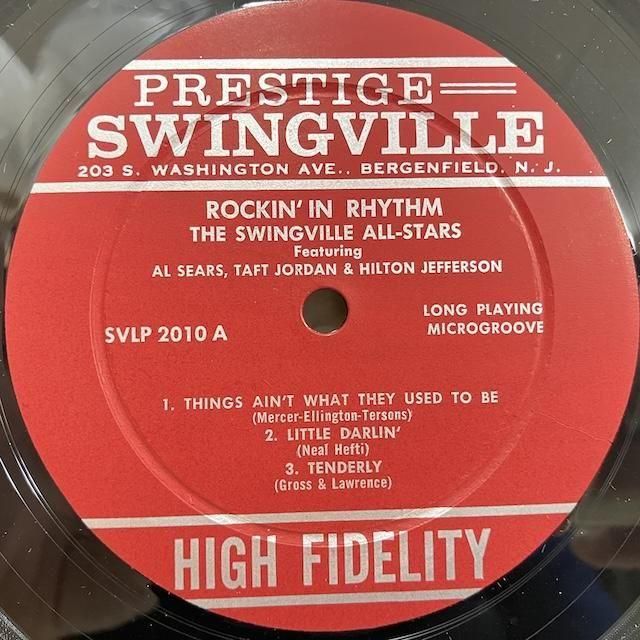 PRESTIGE
SWINGVILLE
203 S. WASHINGTON AVE., BERGENFIELD, N. J.
ROCKIN' IN RHYTHM
THE SWINGVILLE ALL-STARS
Featuring
AL SEARS, TAFT JORDAN & HILTON JEFFERSON
SVLP 2010 A
LONG PLAYING
MICROGROOVE
1. THINGS AIN'T WHAT THEY USED TO BE
(Mercer-Ellington-Tersons)
2. LITTLE DARLIN'
(Neal Hefti)
3. TENDERLY
(Gross & Lawrence)
HIGH FIDELITY